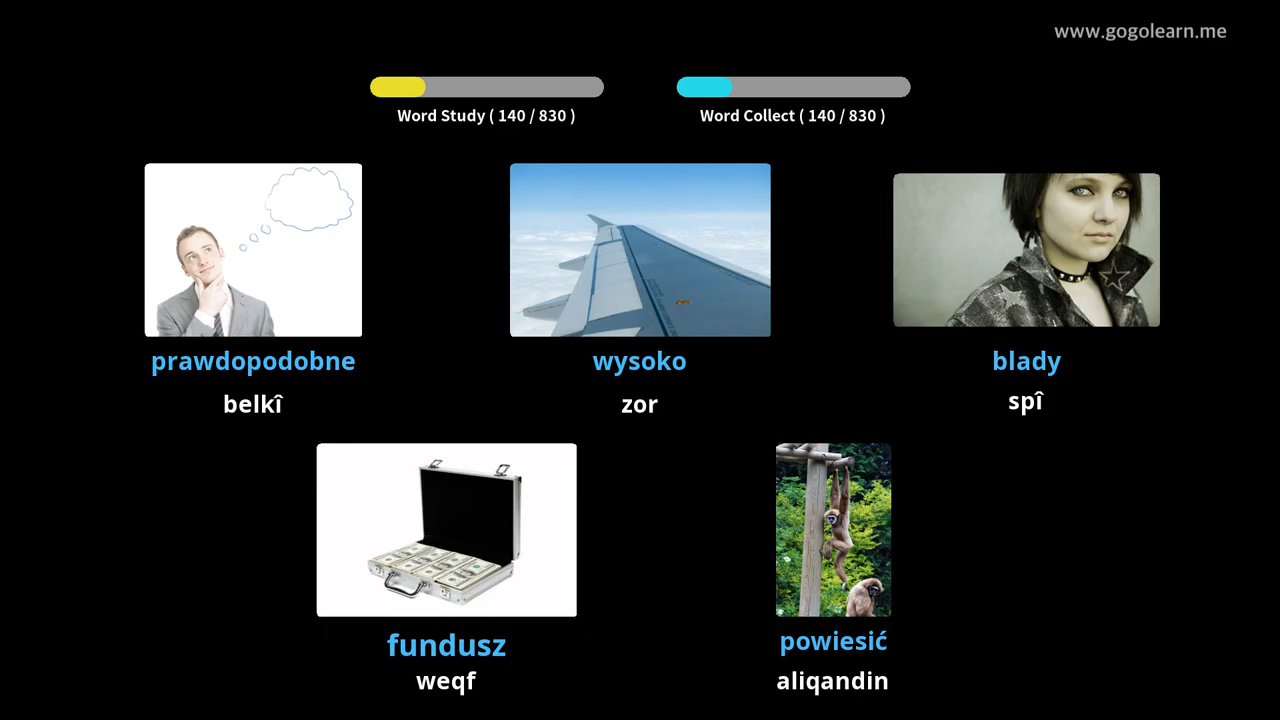 www.gogolearn.me
Word Study ( 140 / 830 )
Word Collect ( 140 / 830 )
prawdopodobne
belkî
wysoko
zor
blady
spî
fundusz
weqf
powiesić
aliqandin